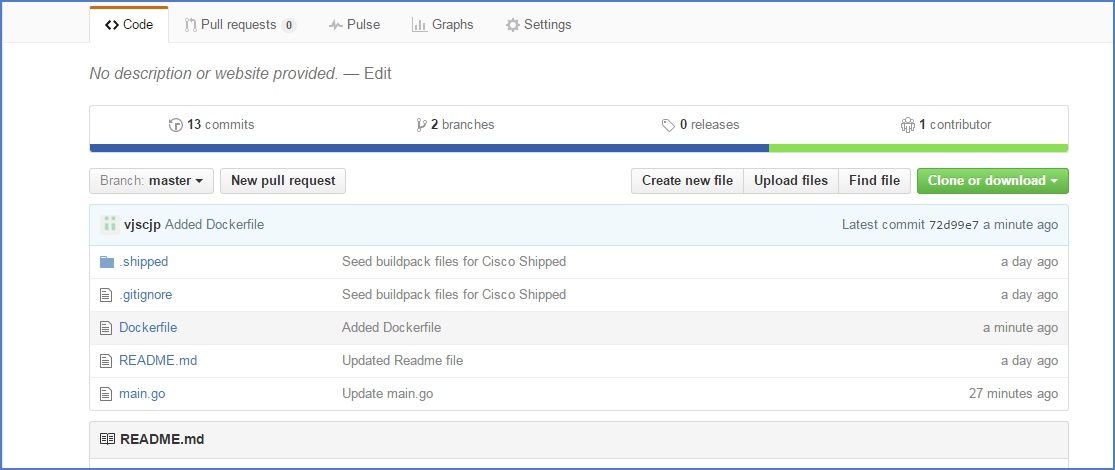 Code Pull requests 0 Pulse Graphs Settings
No description or website provided. — Edit
13 commits 2 branches 0 releases 1 contributor
Branch: master New pull request Create new file Upload files Find file Clone or download
vjscjp Added Dockerfile Latest commit 72d99e7 a minute ago
.shipped Seed buildpack files for Cisco Shipped a day ago
.gitignore Seed buildpack files for Cisco Shipped a day ago
Dockerfile Added Dockerfile a minute ago
README.md Updated Readme file a day ago
main.go Update main.go 27 minutes ago
README.md